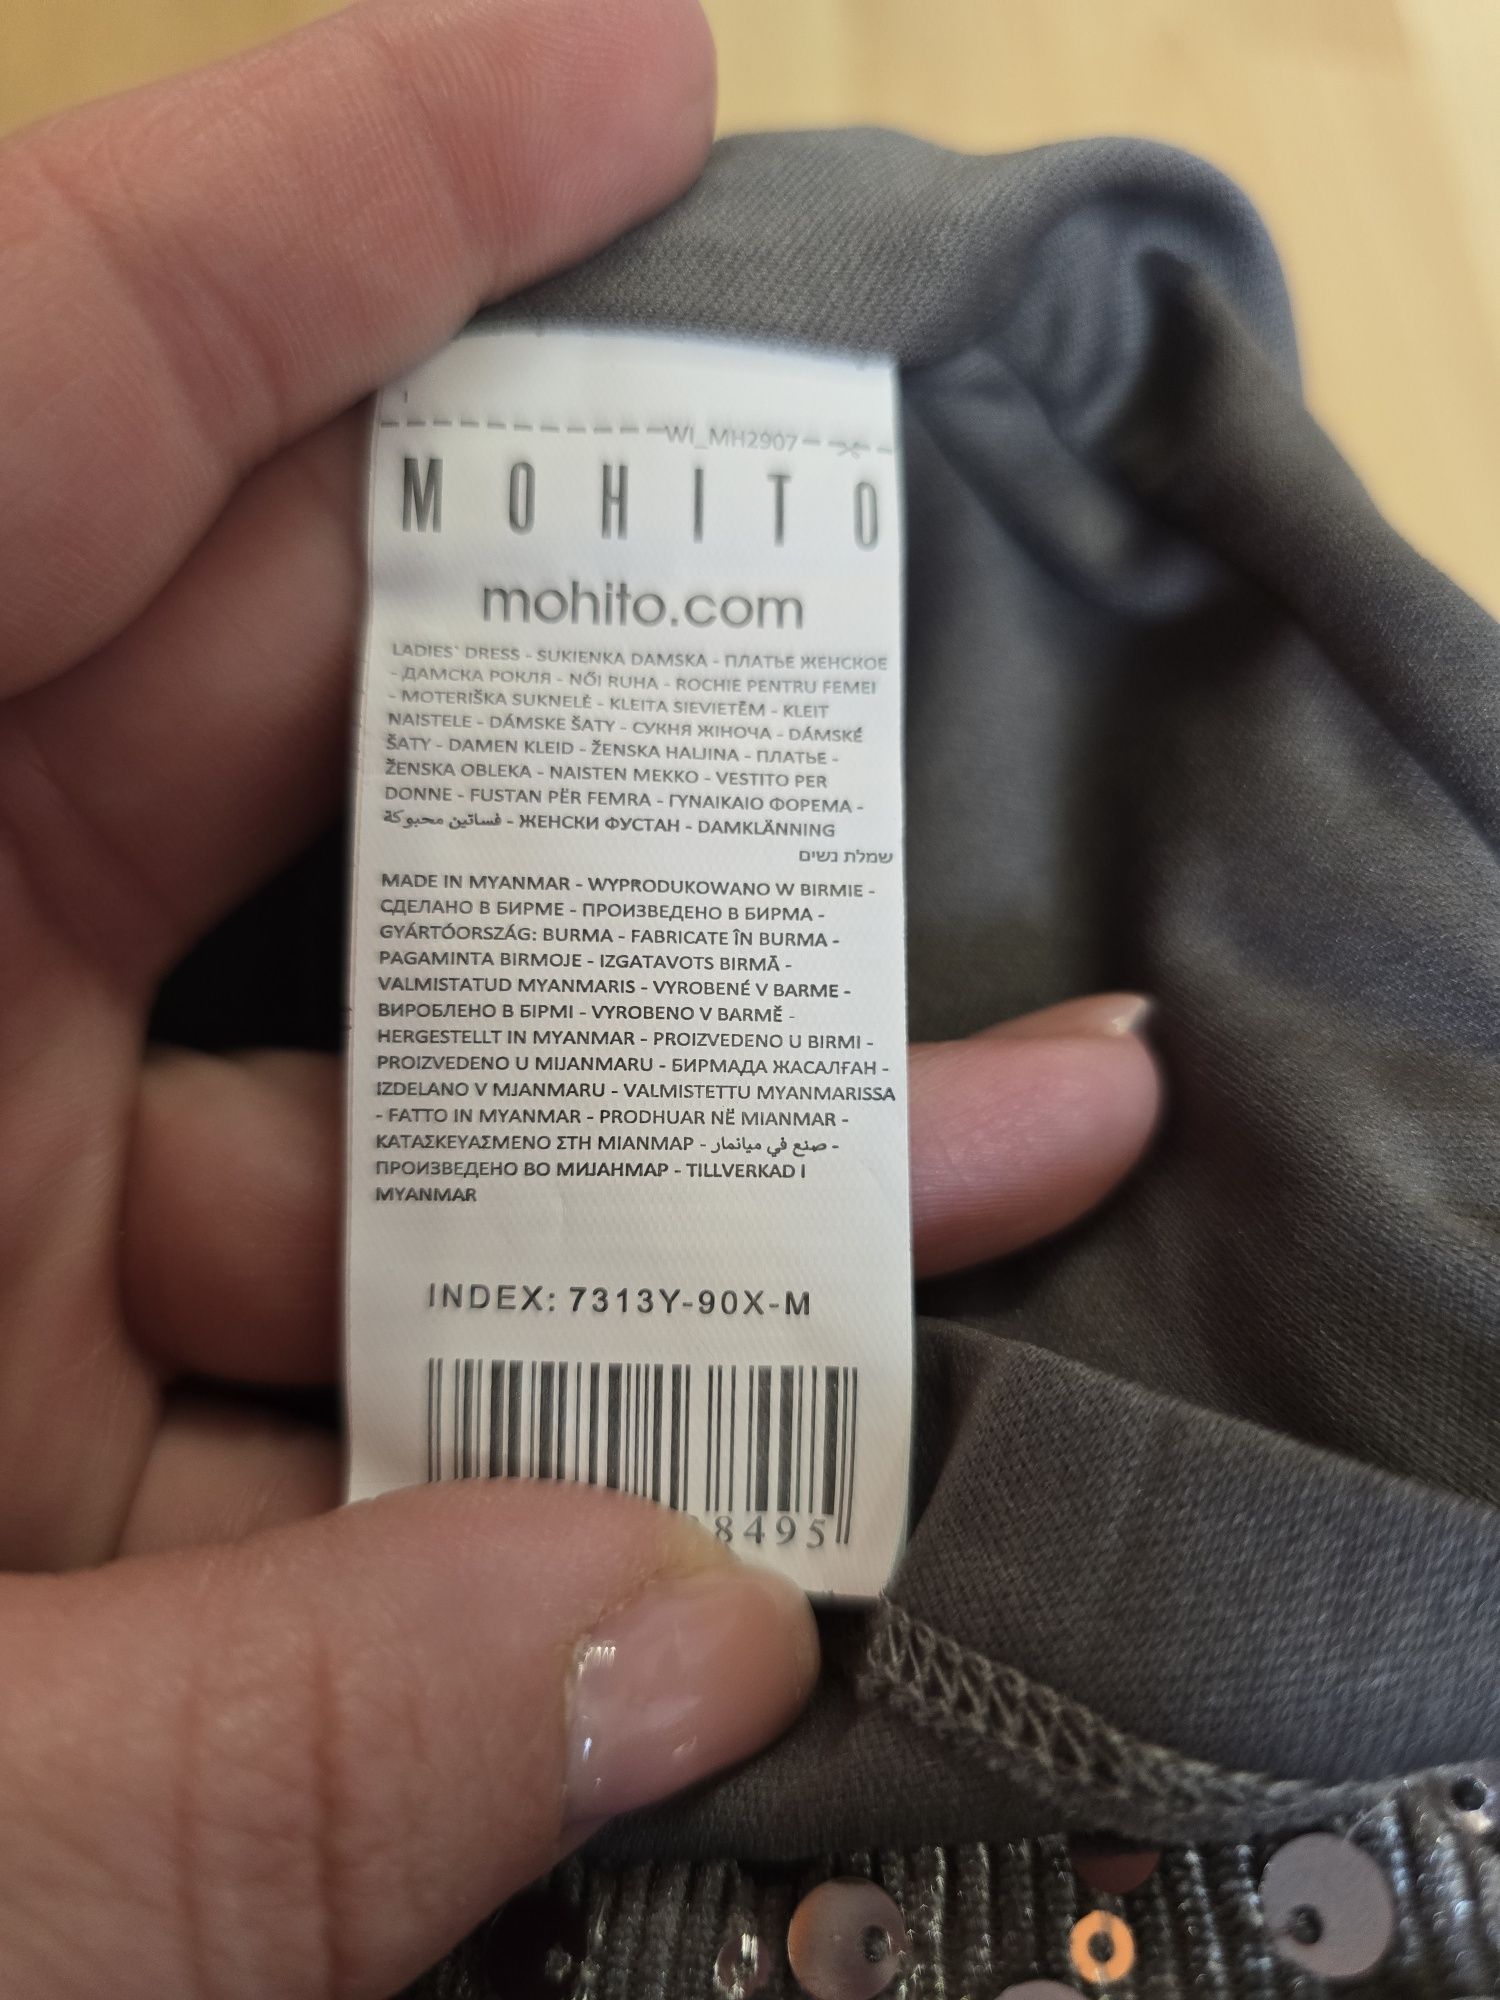 WI_MH2907
MOHITO
mohito.com
LADIES` DRESS - SUKIENKA DAMSKA - ПЛАТЬЕ ЖЕНСКОЕ
- ДАМСКА РОКЛЯ - NŐI RUHA - ROCHIE PENTRU FEMEI
- MOTERIŠKA SUKNELĖ - KLEITA SIEVIETĒM - KLEIT
NAISTELE - DÁMSKE ŠATY - СУКНЯ ЖІНОЧА - DÁMSKÉ
ŠATY - DAMEN KLEID - ŽENSKA HALJINA - ПЛАТЬЕ -
ŽENSKA OBLEKA - NAISTEN MEKKO - VESTITO PER
DONNE - FUSTAN PËR FEMRA - ΓΥΝΑΙΚΑΙΟ ΦΟΡΕΜΑ -
فساتين محبوكة - ЖЕНСКИ ФУСТАН - DAMKLÄNNING
שמלת נשים
MADE IN MYANMAR - WYPRODUKOWANO W BIRMIE -
СДЕЛАНО В БИРМЕ - ПРОИЗВЕДЕНО В БИРМА -
GYÁRTÓORSZÁG: BURMA - FABRICATE ÎN BURMA -
PAGAMINTA BIRMOJE - IZGATAVOTS BIRMĀ -
VALMISTATUD MYANMARIS - VYROBENÉ V BARME -
ВИРОБЛЕНО В БІРМІ - VYROBENO V BARMĚ -
HERGESTELLT IN MYANMAR - PROIZVEDENO U BIRMI -
PROIZVEDENO U MIJANMARU - БИРМАДА ЖАСАЛҒАН -
IZDELANO V MJANMARU - VALMISTETTU MYANMARISSA
- FATTO IN MYANMAR - PRODHUAR NË MIANMAR -
ΚΑΤΑΣΚΕΥΑΣΜΕΝΟ ΣΤΗ ΜΙΑΝΜΑΡ - صنع في ميانمار -
ПРОИЗВЕДЕНО ВО МИЈАНМАР - TILLVERKAD I
MYANMAR
INDEX: 7313Y-90X-M
8495